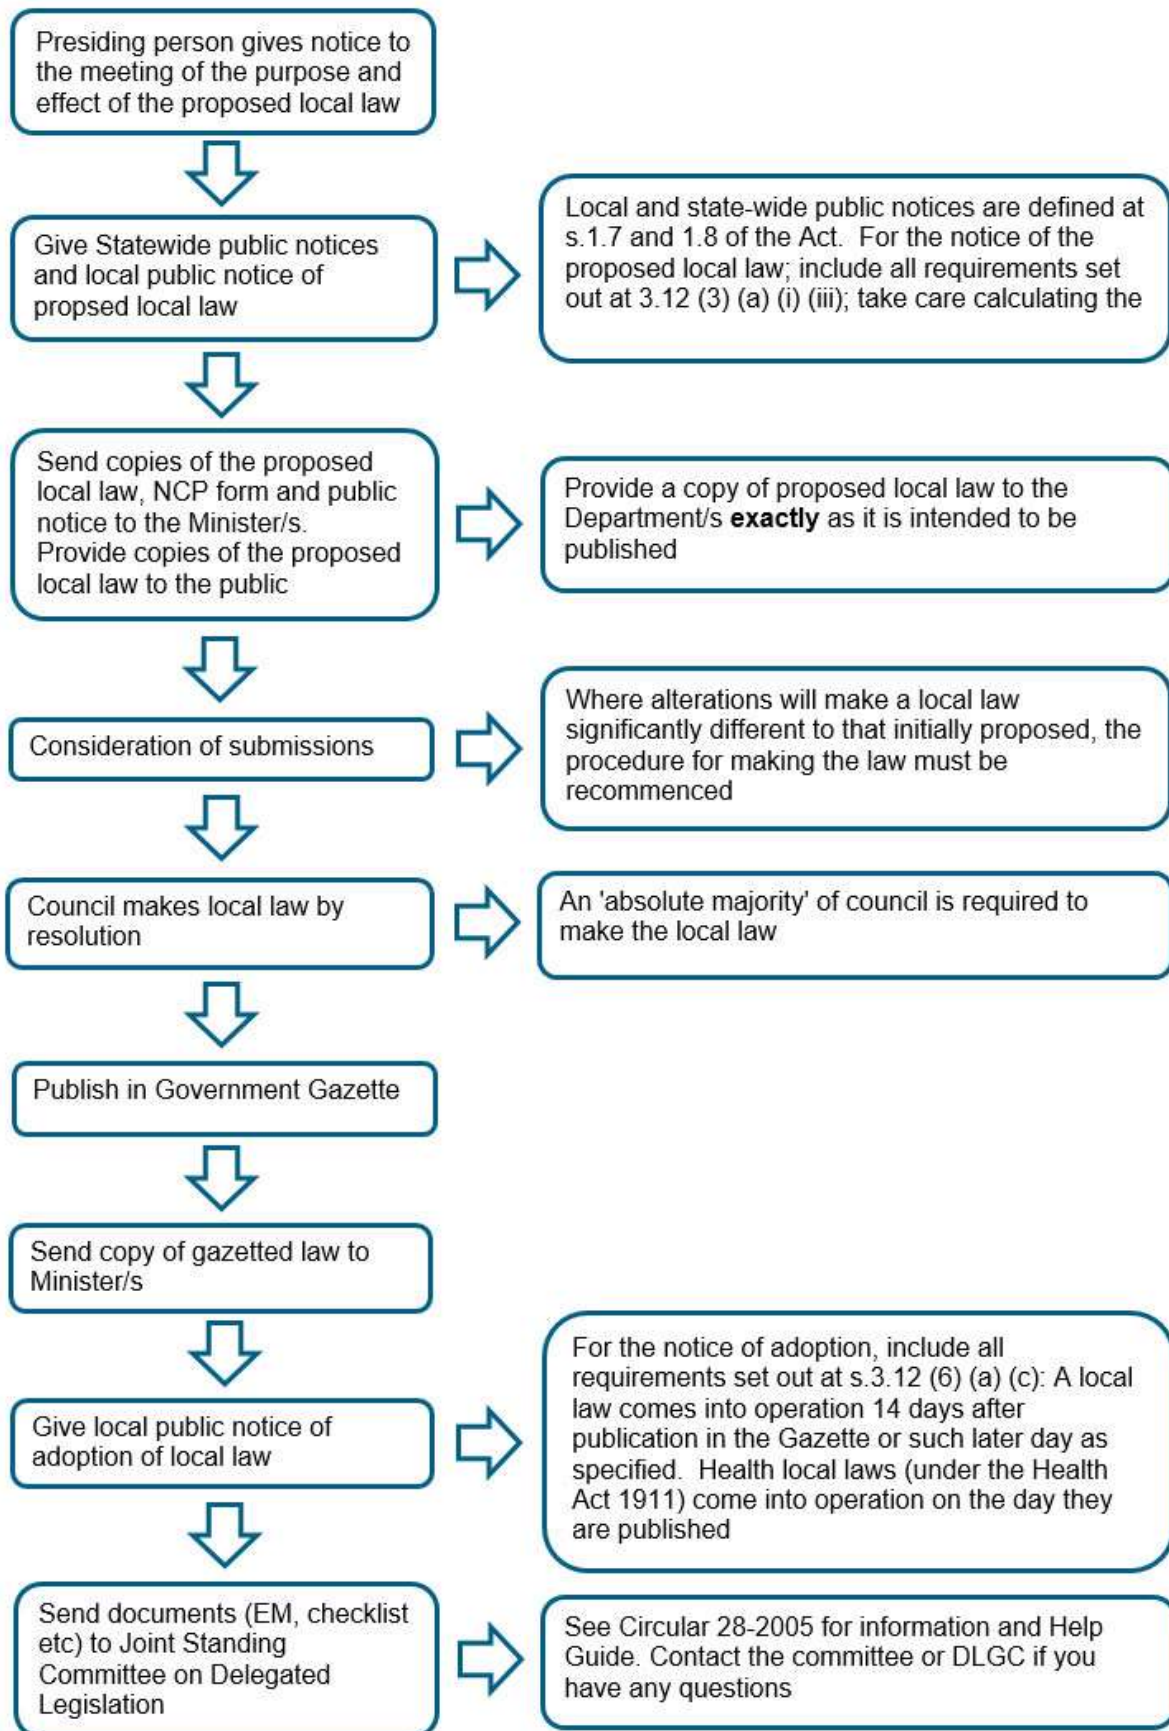 Presiding person gives notice to
the meeting of the purpose and
effect of the proposed local law
Give Statewide public notices
and local public notice of
propsed local law
Local and state-wide public notices are defined at
s.1.7 and 1.8 of the Act. For the notice of the
proposed local law; include all requirements set
out at 3.12 (3) (a) (i) (iii); take care calculating the
Send copies of the proposed
local law, NCP form and public
notice to the Minister/s.
Provide copies of the proposed
local law to the public
Provide a copy of proposed local law to the
Department/s exactly as it is intended to be
published
Consideration of submissions
Where alterations will make a local law
significantly different to that initially proposed, the
procedure for making the law must be
recommenced
Council makes local law by
resolution
An 'absolute majority' of council is required to
make the local law
Publish in Government Gazette
Send copy of gazetted law to
Minister/s
Give local public notice of
adoption of local law
For the notice of adoption, include all
requirements set out at s.3.12 (6) (a) (c): A local
law comes into operation 14 days after
publication in the Gazette or such later day as
specified. Health local laws (under the Health
Act 1911) come into operation on the day they
are published
Send documents (EM, checklist
etc) to Joint Standing
Committee on Delegated
Legislation
See Circular 28-2005 for information and Help
Guide. Contact the committee or DLGC if you
have any questions